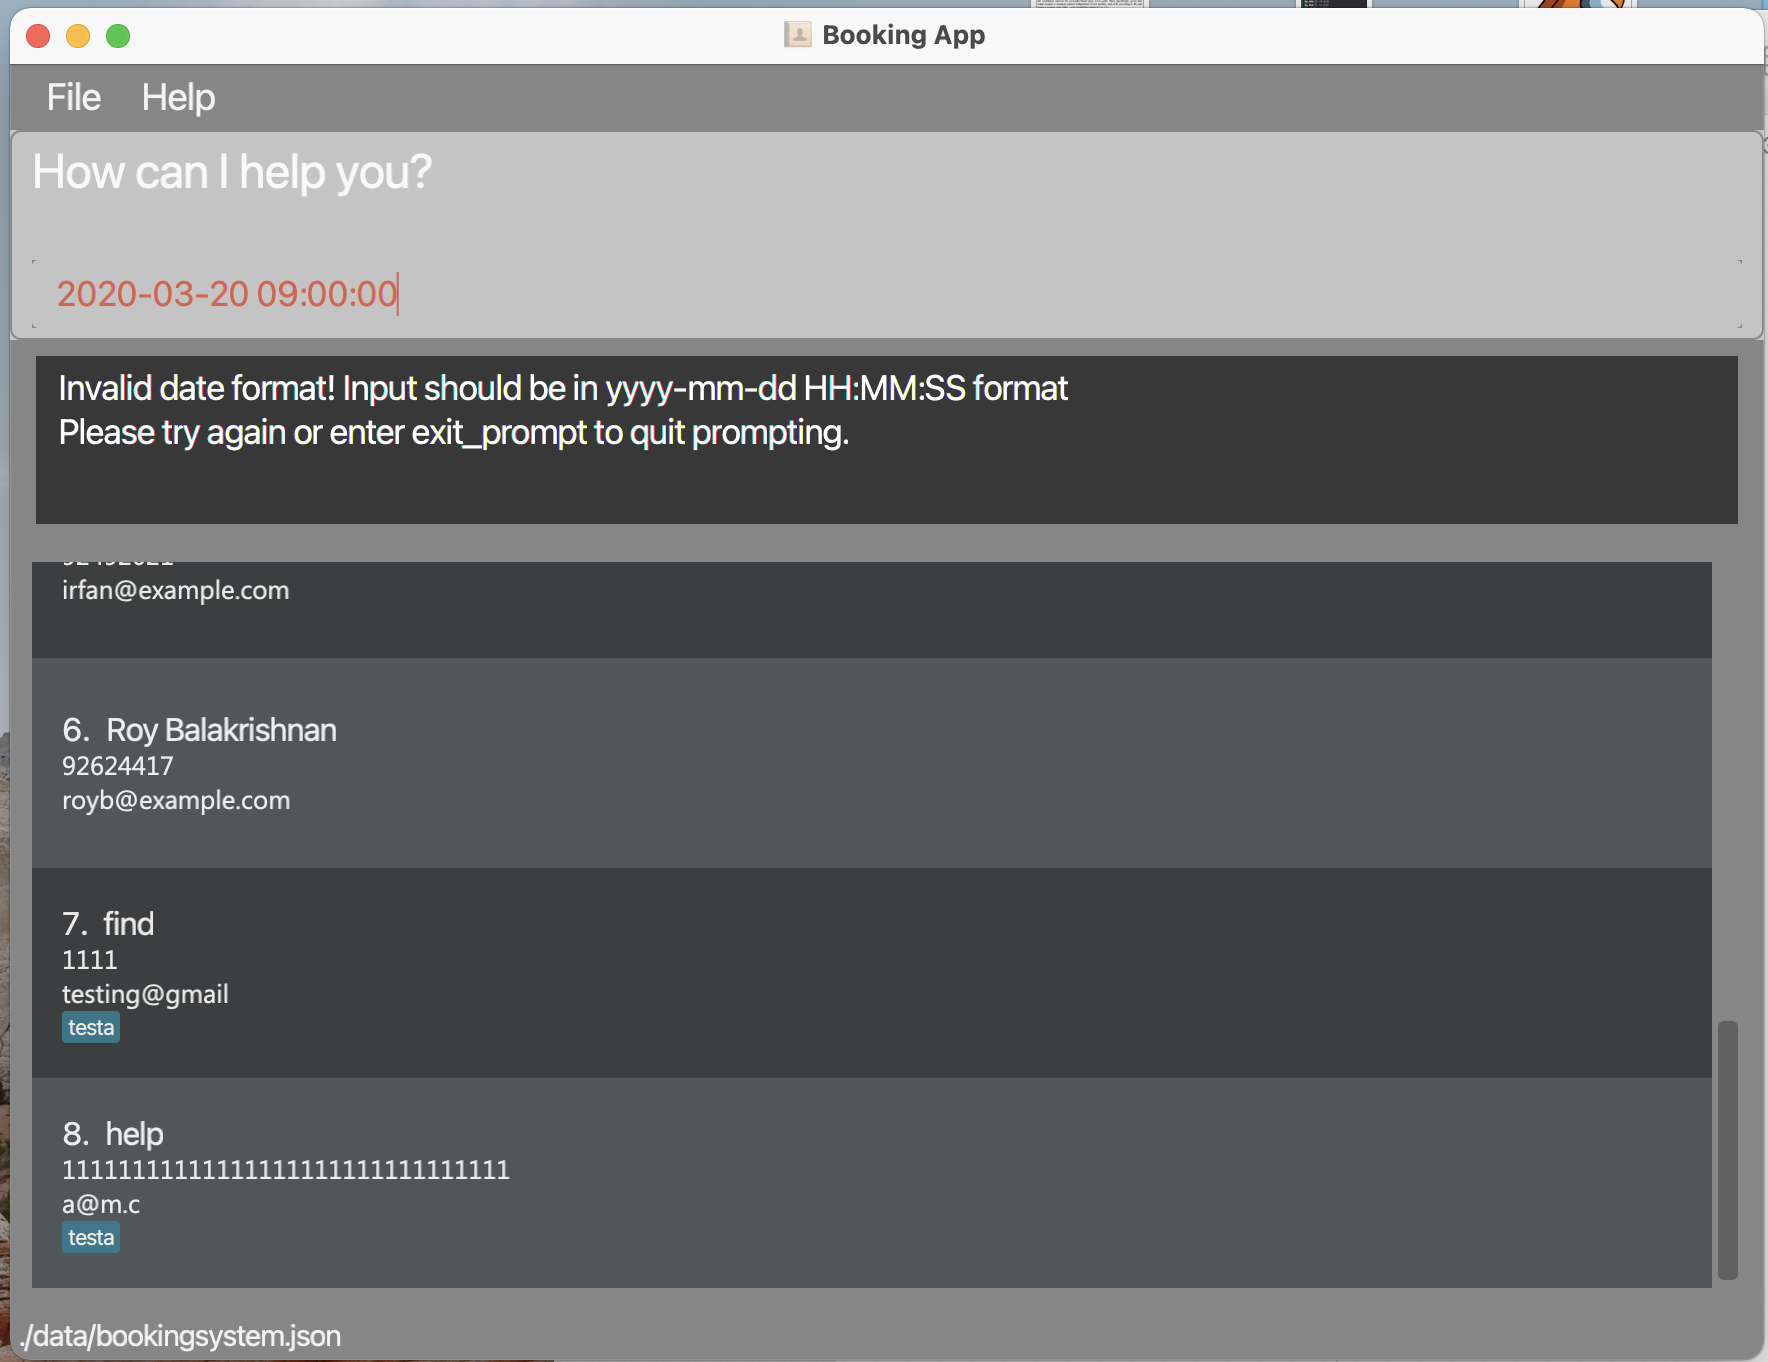 Booking App
File Help
How can I help you?
2020-03-20 09:00:00
Invalid date format! Input should be in yyyy-mm-dd HH:MM:SS format
Please try again or enter exit_prompt to quit prompting.
irfan@example.com
6. Roy Balakrishnan
92624417
royb@example.com
7. find
1111
testing@gmail
testa
8. help
11111111111111111111111111111111
a@m.c
testa
./data/bookingsystem.json